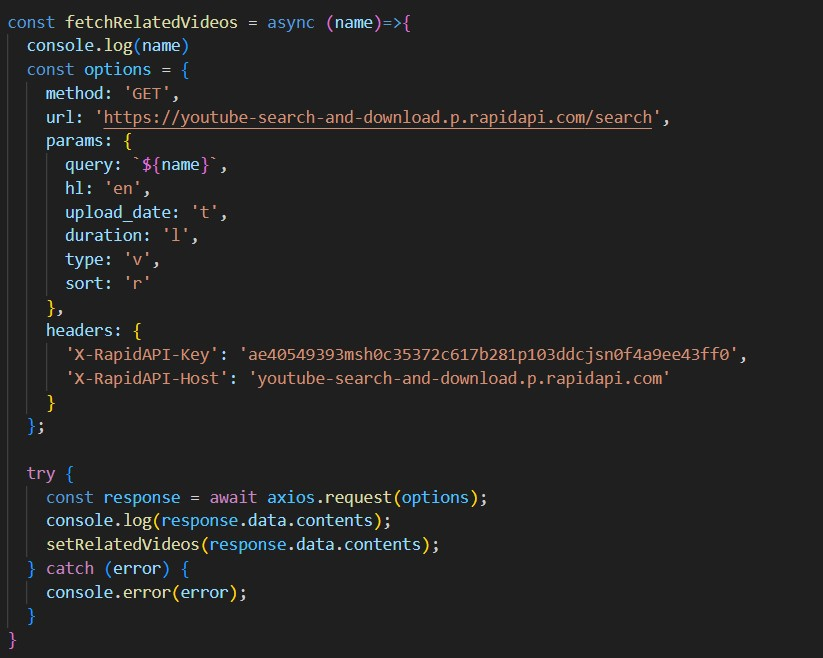 const fetchRelatedVideos = async (name)=>{
  console.log(name)
  const options = {
    method: 'GET',
    url: 'https://youtube-search-and-download.p.rapidapi.com/search',
    params: {
      query: `${name}`,
      hl: 'en',
      upload_date: 't',
      duration: 'l',
      type: 'v',
      sort: 'r'
    },
    headers: {
      'X-RapidAPI-Key': 'ae40549393msh0c35372c617b281p103ddcjsn0f4a9ee43ff0',
      'X-RapidAPI-Host': 'youtube-search-and-download.p.rapidapi.com'
    }
  };

  try {
    const response = await axios.request(options);
    console.log(response.data.contents);
    setRelatedVideos(response.data.contents);
  } catch (error) {
    console.error(error);
  }
}